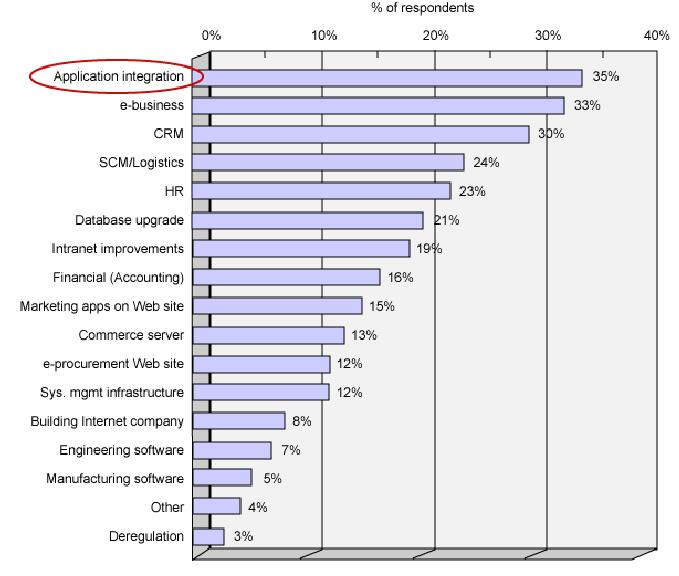 % of respondents
0% 10% 20% 30% 40%
Application integration 35%
e-business 33%
CRM 30%
SCM/Logistics 24%
HR 23%
Database upgrade 21%
Intranet improvements 19%
Financial (Accounting) 16%
Marketing apps on Web site 15%
Commerce server 13%
e-procurement Web site 12%
Sys. mgmt infrastructure 12%
Building Internet company 8%
Engineering software 7%
Manufacturing software 5%
Other 4%
Deregulation 3%